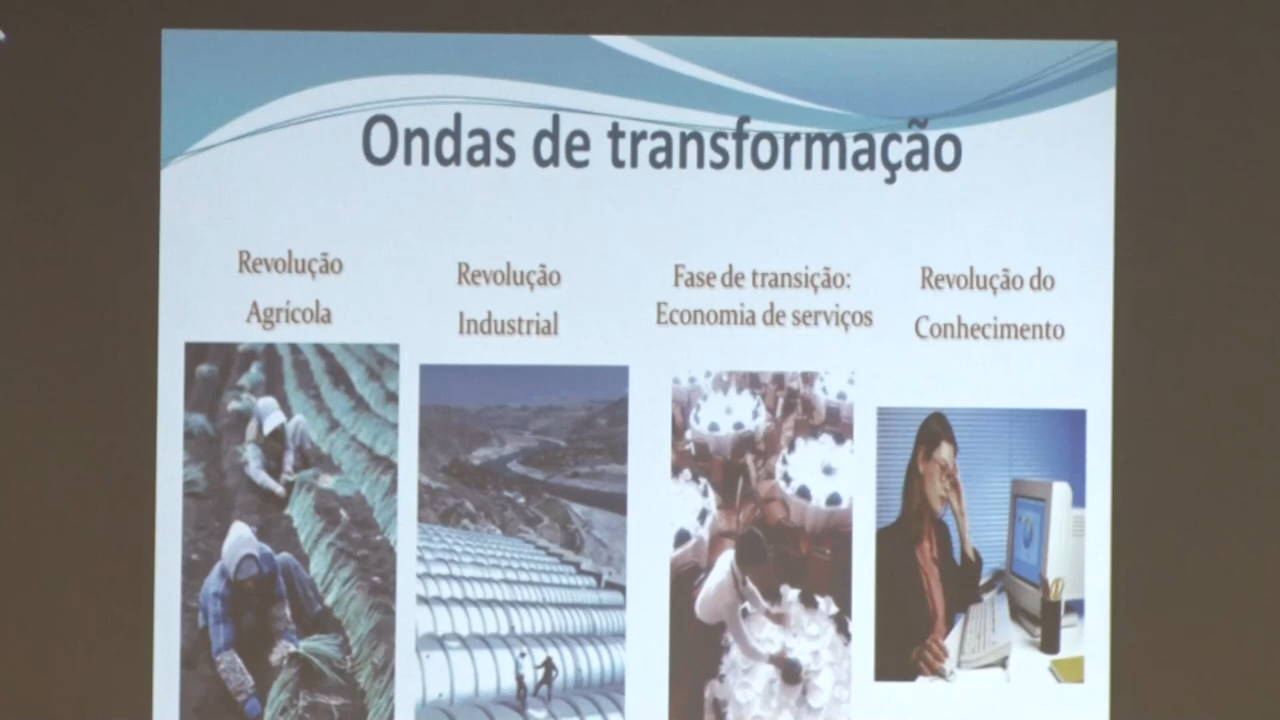 Ondas de transformação
Revolução
Agrícola
Revolução
Industrial
Fase de transição:
Economia de serviços
Revolução do
Conhecimento